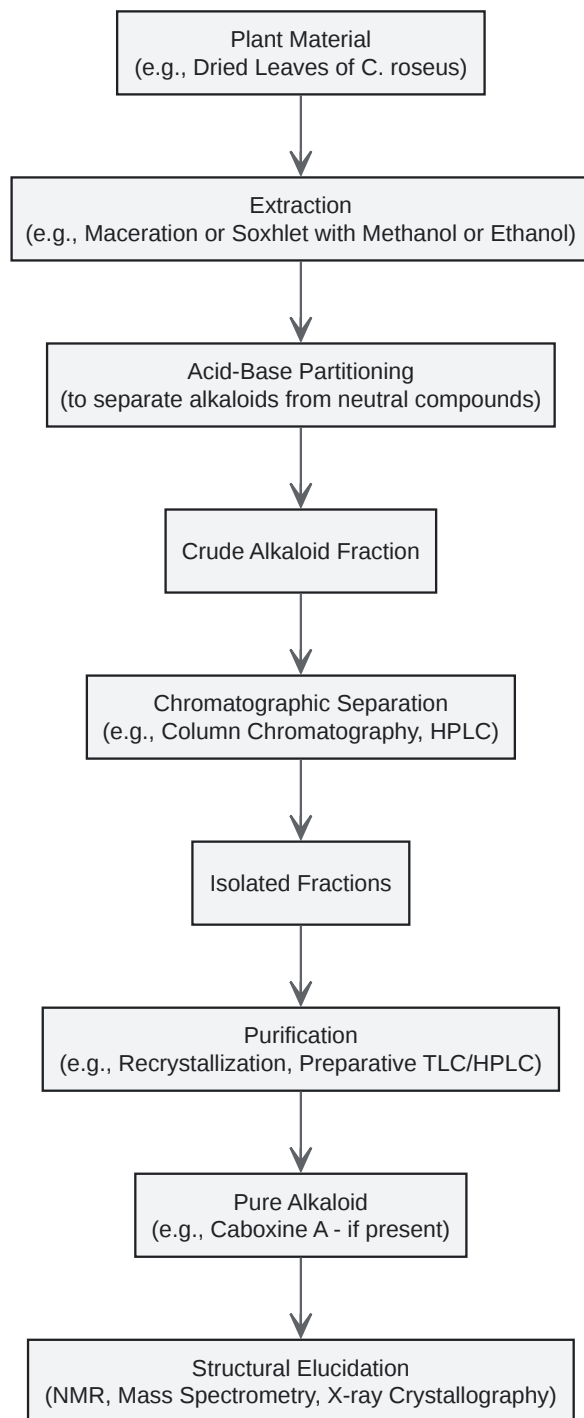 Plant Material
(e.g., Dried Leaves of C. roseus)
Extraction
(e.g., Maceration or Soxhlet with Methanol or Ethanol)
Acid-Base Partitioning
(to separate alkaloids from neutral compounds)
Crude Alkaloid Fraction
Chromatographic Separation
(e.g., Column Chromatography, HPLC)
Isolated Fractions
Purification
(e.g., Recrystallization, Preparative TLC/HPLC)
Pure Alkaloid
(e.g., Caboxine A - if present)
Structural Elucidation
(NMR, Mass Spectrometry, X-ray Crystallography)